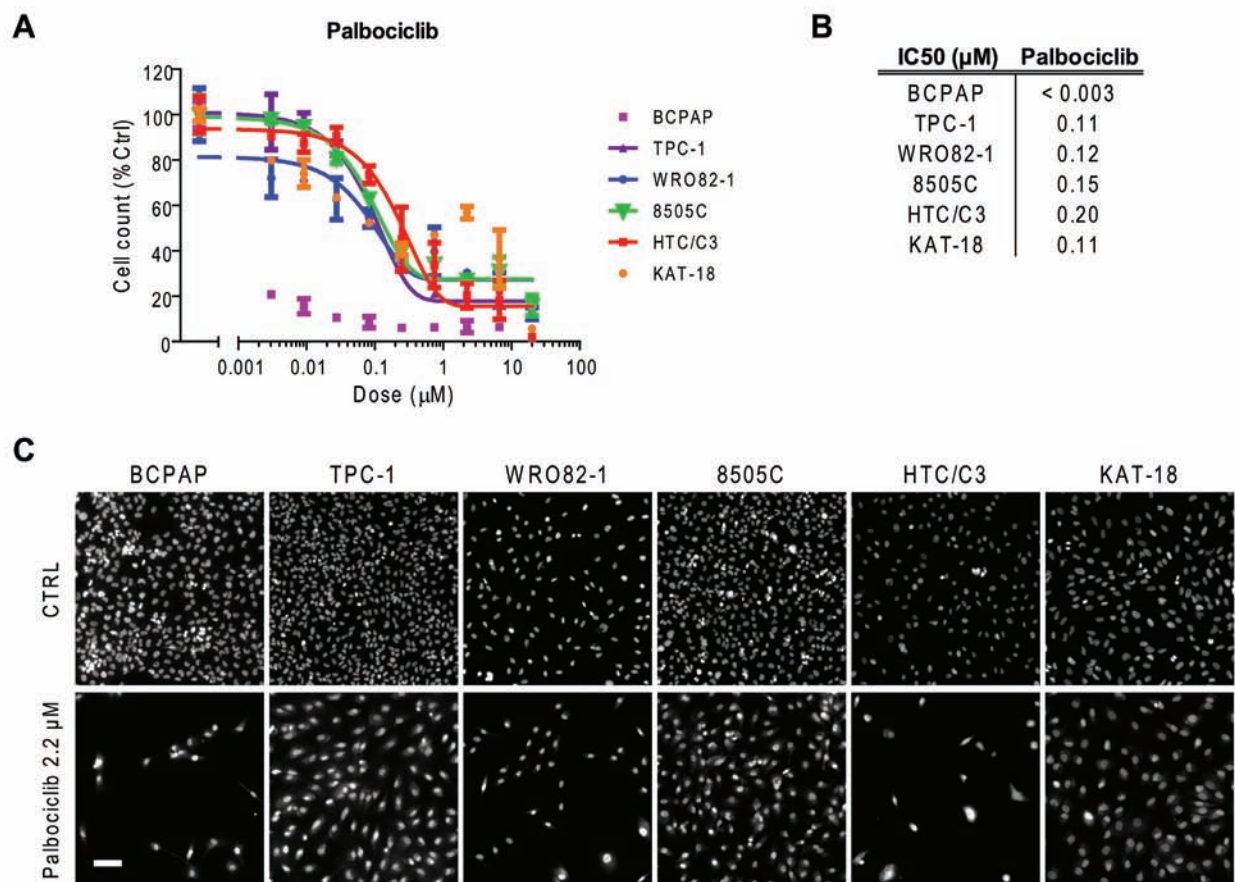 A
Palbociclib
Cell count (% Ctrl)
120
100
80
60
40
20
0
0.001 0.01 0.1 1 10 100
Dose (µM)
BCPAP
TPC-1
WRO82-1
8505C
HTC/C3
KAT-18
B
IC50 (µM) Palbociclib
BCPAP < 0.003
TPC-1 0.11
WRO82-1 0.12
8505C 0.15
HTC/C3 0.20
KAT-18 0.11
C
BCPAP TPC-1 WRO82-1 8505C HTC/C3 KAT-18
CTRL
Palbociclib 2.2 µM